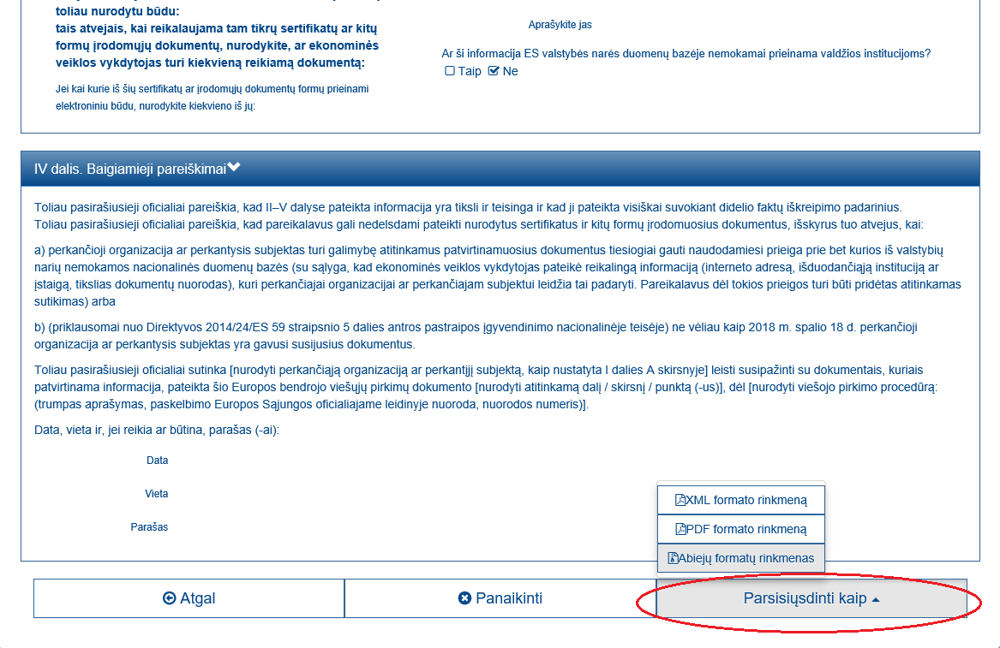 toliau nurodytu būdu:
tais atvejais, kai reikalaujama tam tikrų sertifikatų ar kitų
formų įrodomųjų dokumentų, nurodykite, ar ekonominės
veiklos vykdytojas turi kiekvieną reikiamą dokumentą:
Jei kai kurie iš šių sertifikatų ar įrodomųjų dokumentų formų prieinami
elektroniniu būdu, nurodykite kiekvieno iš jų:
Aprašykite jas
Ar ši informacija ES valstybės narės duomenų bazėje nemokamai prieinama valdžios institucijoms?
Taip Ne
IV dalis. Baigiamieji pareiškimai
Toliau pasirašiusieji oficialiai pareiškia, kad II–V dalyse pateikta informacija yra tiksli ir teisinga ir kad ji pateikta visiškai suvokiant didelio faktų iškreipimo padarinius.
Toliau pasirašiusieji oficialiai pareiškia, kad pareikalavus gali nedelsdami pateikti nurodytus sertifikatus ir kitų formų įrodomuosius dokumentus, išskyrus tuo atvejus, kai:
a) perkančioji organizacija ar perkantysis subjektas turi galimybę atitinkamus patvirtinamuosius dokumentus tiesiogiai gauti naudodamiesi prieiga prie bet kurios iš valstybių
narių nemokamos nacionalinės duomenų bazės (su sąlyga, kad ekonominės veiklos vykdytojas pateikė reikalingą informaciją (interneto adresą, išduodančiąją instituciją ar
įstaigą, tikslias dokumentų nuorodas), kuri perkančiajai organizacijai ar perkančiajam subjektui leidžia tai padaryti. Pareikalavus dėl tokios prieigos turi būti pridėtas atitinkamas
sutikimas) arba
b) (priklausomai nuo Direktyvos 2014/24/ES 59 straipsnio 5 dalies antros pastraipos įgyvendinimo nacionalinėje teisėje) ne vėliau kaip 2018 m. spalio 18 d. perkančioji
organizacija ar perkantysis subjektas yra gavusi susijusius dokumentus.
Toliau pasirašiusieji oficialiai sutinka [nurodyti perkančiąją organizaciją ar perkantįjį subjektą, kaip nustatyta I dalies A skirsnyje] leisti susipažinti su dokumentais, kuriais
patvirtinama informacija, pateikta šio Europos bendrojo viešųjų pirkimų dokumento [nurodyti atitinkamą dalį / skirsnį / punktą (-us)], dėl [nurodyti viešojo pirkimo procedūrą:
(trumpas aprašymas, paskelbimo Europos Sąjungos oficialiajame leidinyje nuoroda, nuorodos numeris)].
Data, vieta ir, jei reikia ar būtina, parašas (-ai):
Data
Vieta
Parašas
XML formato rinkmeną
PDF formato rinkmeną
Abiejų formatų rinkmenas
Atgal
Panaikinti
Parsisiųsdinti kaip